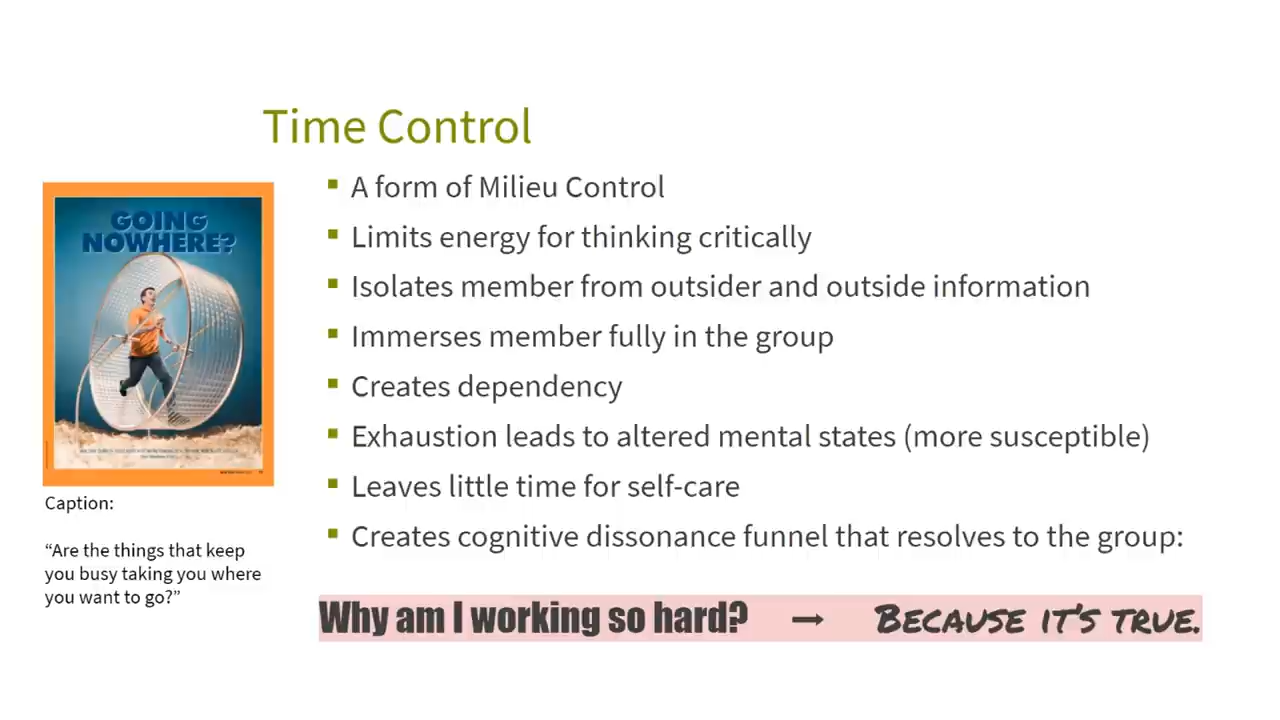 Time Control
▪ A form of Milieu Control
▪ Limits energy for thinking critically
▪ Isolates member from outsider and outside information
▪ Immerses member fully in the group
▪ Creates dependency
▪ Exhaustion leads to altered mental states (more susceptible)
▪ Leaves little time for self-care
▪ Creates cognitive dissonance funnel that resolves to the group:
Why am I working so hard? → Because it's true.
GOING
NOWHERE?
Caption:
“Are the things that keep
you busy taking you where
you want to go?”